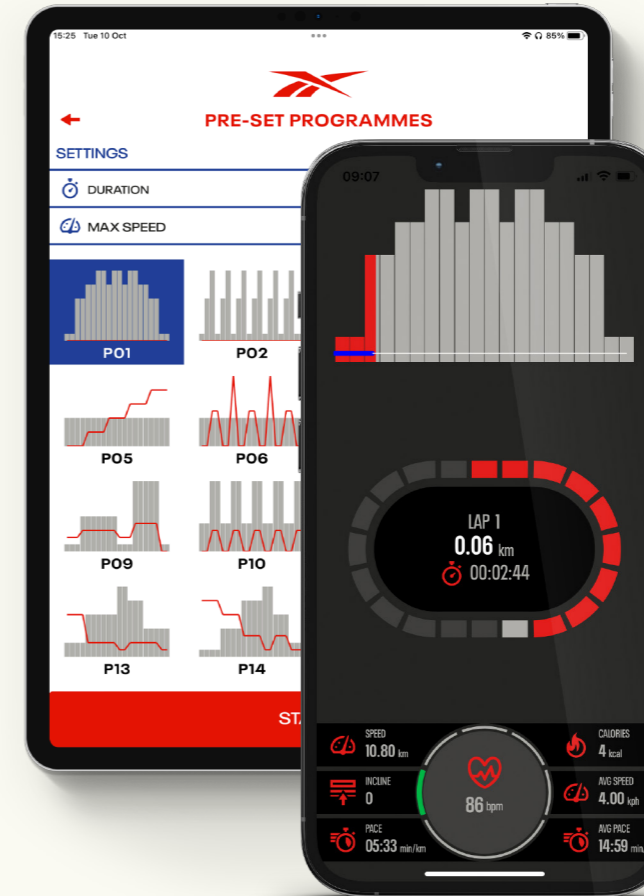 15:25 Tue 10 Oct
85%
PRE-SET PROGRAMMES
SETTINGS
DURATION
MAX SPEED
P01
P02
P05
P06
P09
P10
P13
P14
STA
09:07
LAP 1
0.06 km
00:02:44
SPEED
10.80 km
INCLINE
0
PACE
05:33 min/km
86 bpm
CALORIES
4 kcal
AVG SPEED
4.00 kph
AVG PACE
14:59 min/